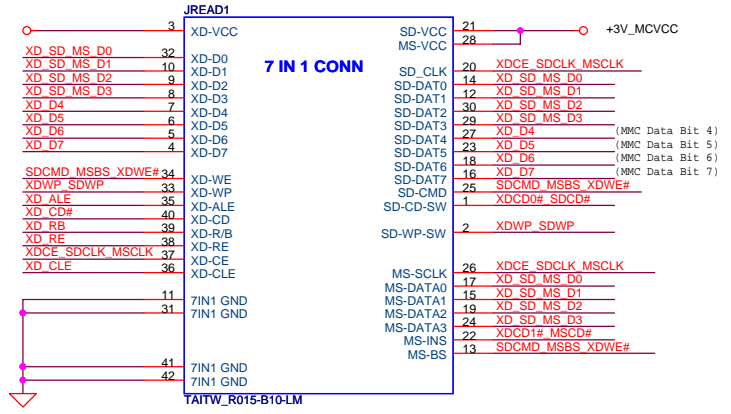 JREAD1
3 XD-VCC SD-VCC 21 +3V_MCVCC
MS-VCC 28
7 IN 1 CONN
XD_SD_MS_D0 32 XD-D0 SD_CLK 20 XDCE_SDCLK_MSCLK
XD_SD_MS_D1 10 XD-D1 SD-DAT0 14 XD_SD_MS_D0
XD_SD_MS_D2 9 XD-D2 SD-DAT1 12 XD_SD_MS_D1
XD_SD_MS_D3 8 XD-D3 SD-DAT2 30 XD_SD_MS_D2
XD_D4 7 XD-D4 SD-DAT3 29 XD_SD_MS_D3
XD_D5 6 XD-D5 SD-DAT4 27 XD_D4 (MMC Data Bit 4)
XD_D6 5 XD-D6 SD-DAT5 23 XD_D5 (MMC Data Bit 5)
XD_D7 4 XD-D7 SD-DAT6 18 XD_D6 (MMC Data Bit 6)
SD-DAT7 16 XD_D7 (MMC Data Bit 7)
SDCMD_MSBS_XDWE# 34 XD-WE SD-CMD 25 SDCMD_MSBS_XDWE#
XDWP_SDWP 33 XD-WP SD-CD-SW 1 XDCD0#_SDCD#
XD_ALE 35 XD-ALE
XD_CD# 40 XD-CD SD-WP-SW 2 XDWP_SDWP
XD_RB 39 XD-R/B
XD_RE 38 XD-RE
XDCE_SDCLK_MSCLK 37 XD-CE
XD_CLE 36 XD-CLE MS-SCLK 26 XDCE_SDCLK_MSCLK
MS-DATA0 17 XD_SD_MS_D0
11 7IN1 GND MS-DATA1 15 XD_SD_MS_D1
31 7IN1 GND MS-DATA2 19 XD_SD_MS_D2
MS-DATA3 24 XD_SD_MS_D3
MS-INS 22 XDCD1#_MSCD#
MS-BS 13 SDCMD_MSBS_XDWE#
41 7IN1 GND
42 7IN1 GND
TAITW_R015-B10-LM